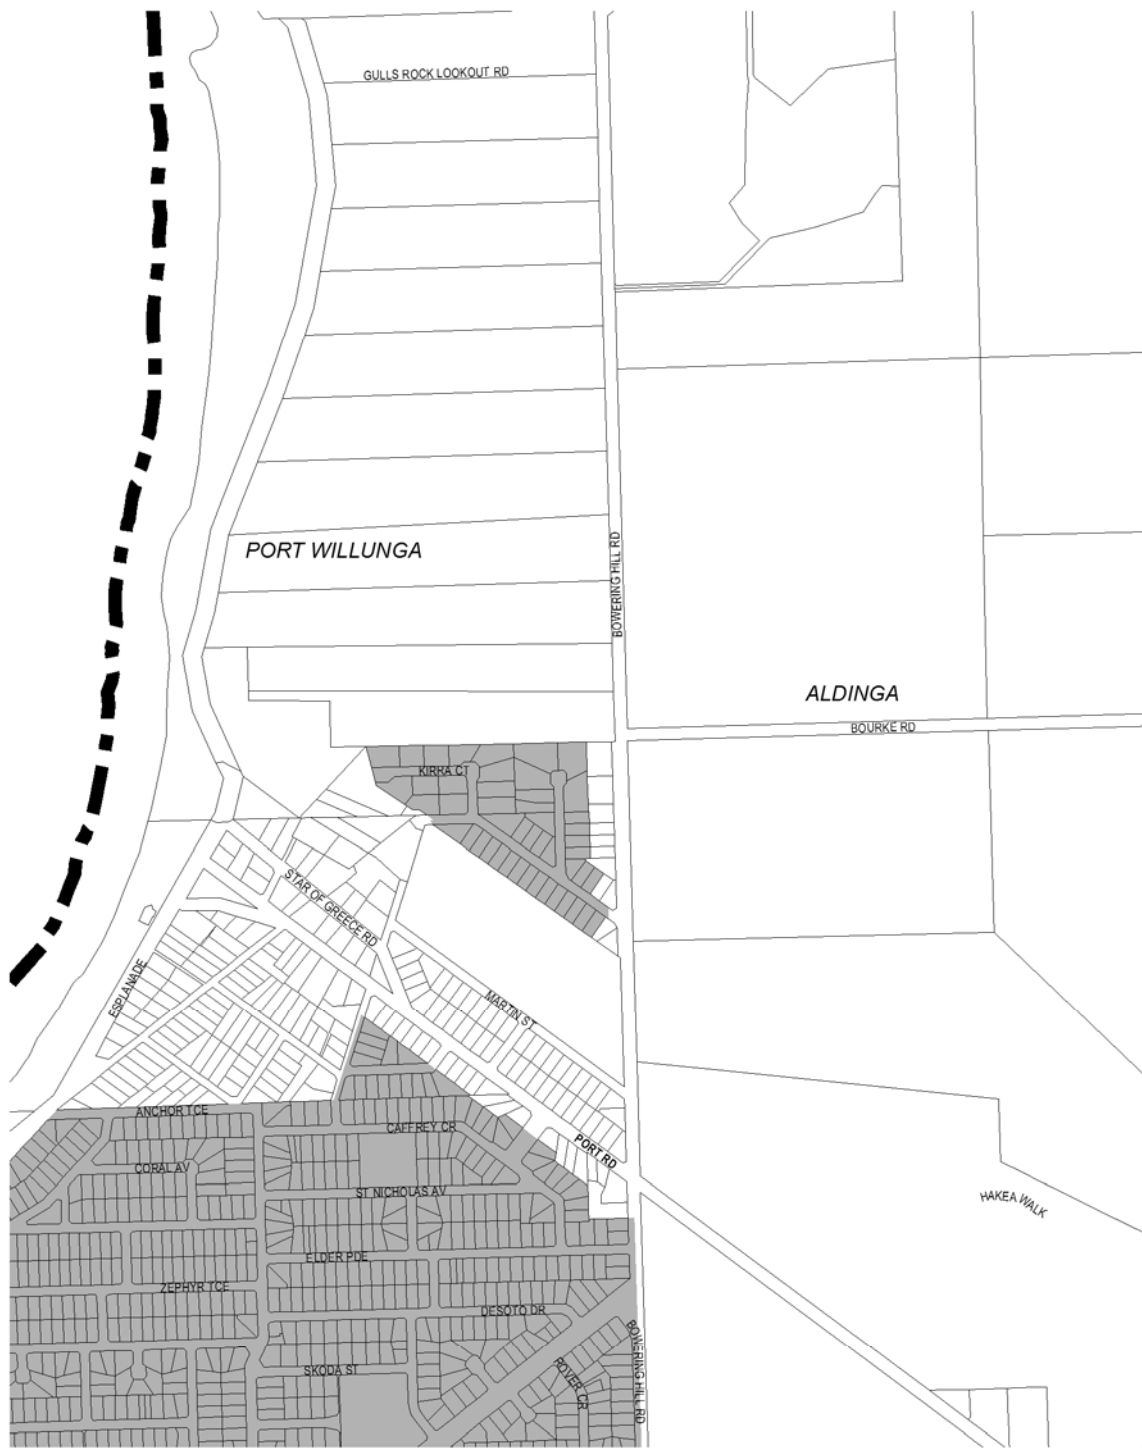 GULLS ROCK LOOKOUT RD
PORT WILLUNGA
BOWERING HILL RD
ALDINGA
BOURKE RD
KIRRA CT
STAR OF GREECE RD
ESPLANADE
MARTIN ST
ANCHOR TCE
CAFFREY CR
PORT RD
CORAL AV
ST NICHOLAS AV
HAKEA WALK
ELDER PDE
ZEPHYR TCE
DESOTO DR
BOWERING HILL RD
SKODA ST
ROVER CR